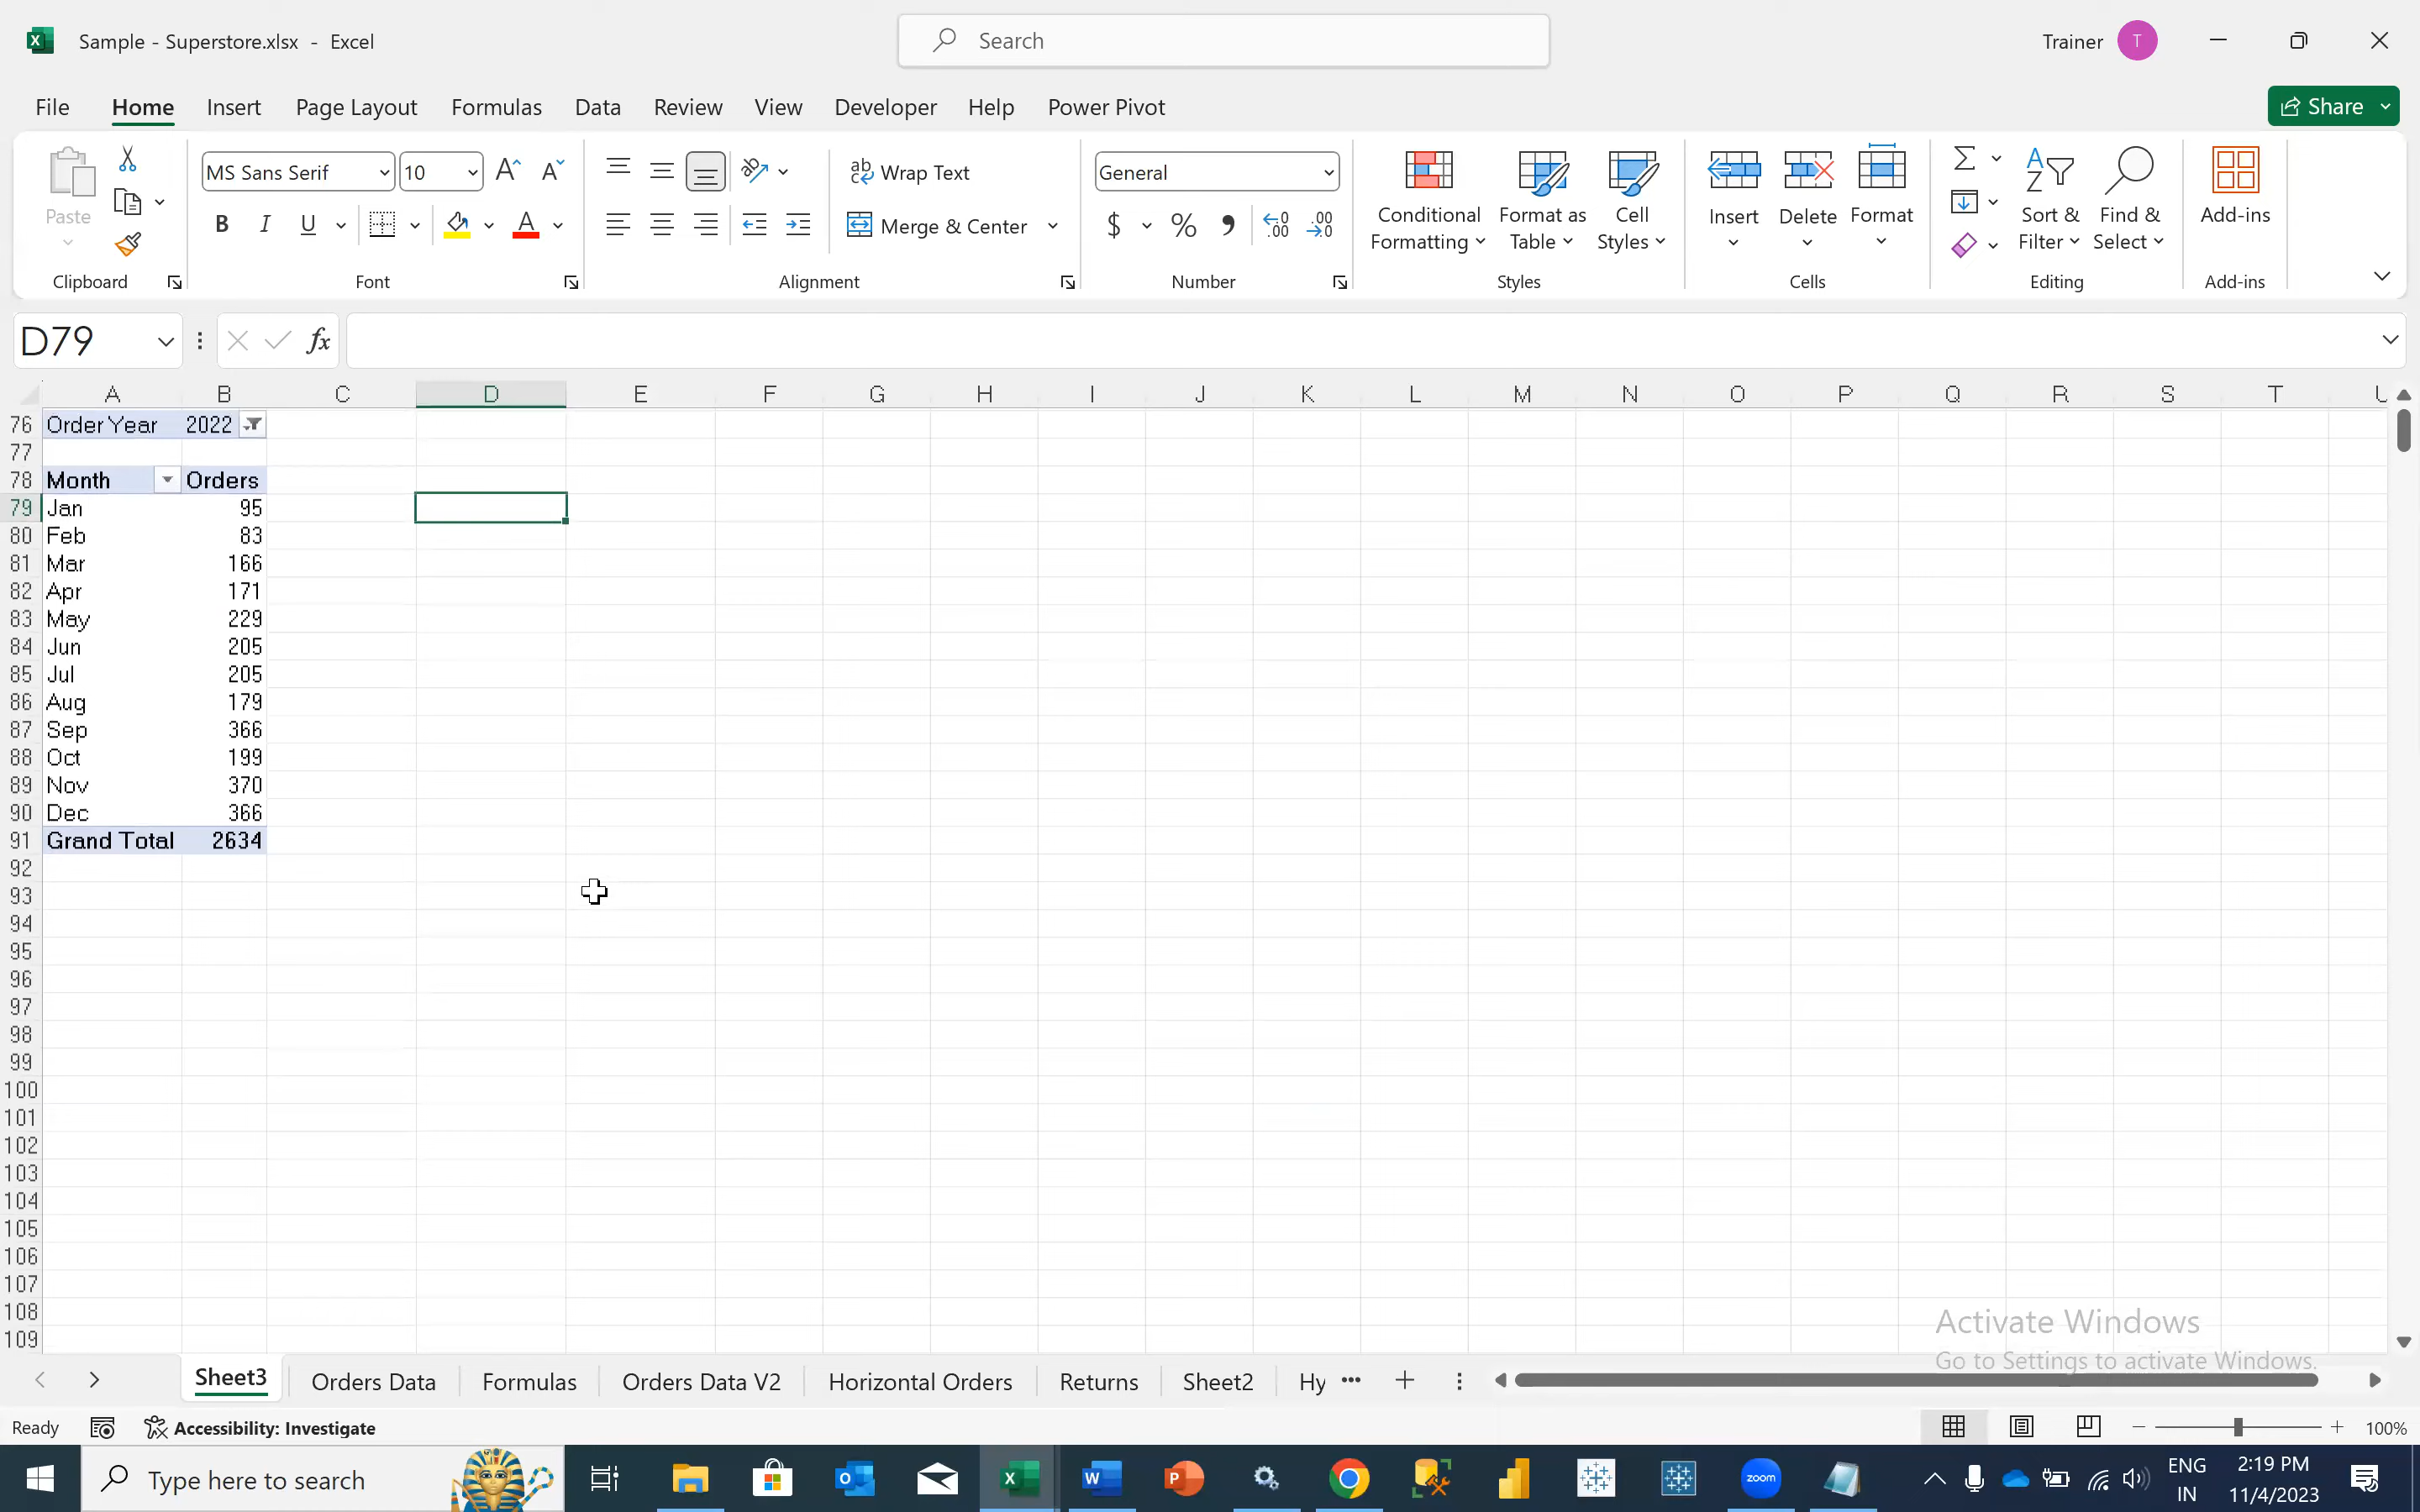 Sample - Superstore.xlsx - Excel
Search
Trainer T
File Home Insert Page Layout Formulas Data Review View Developer Help Power Pivot
Share
Paste
Clipboard
MS Sans Serif 10
B I U
Font
Wrap Text
Merge & Center
Alignment
General
$ %
Number
Conditional Formatting
Format as Table
Cell Styles
Styles
Insert Delete Format
Cells
Sort & Filter
Find & Select
Editing
Add-ins
Add-ins
D79 fx
A B C D E F G H I J K L M N O P Q R S T
76 Order Year 2022
77
78 Month Orders
79 Jan 95
80 Feb 83
81 Mar 166
82 Apr 171
83 May 229
84 Jun 205
85 Jul 205
86 Aug 179
87 Sep 366
88 Oct 199
89 Nov 370
90 Dec 366
91 Grand Total 2634
92
93
94
95
96
97
98
99
100
101
102
103
104
105
106
107
108
109
Activate Windows
Go to Settings to activate Windows.
Sheet3 Orders Data Formulas Orders Data V2 Horizontal Orders Returns Sheet2 Hy
Ready Accessibility: Investigate 100%
Type here to search
zoom
ENG
IN
2:19 PM
11/4/2023